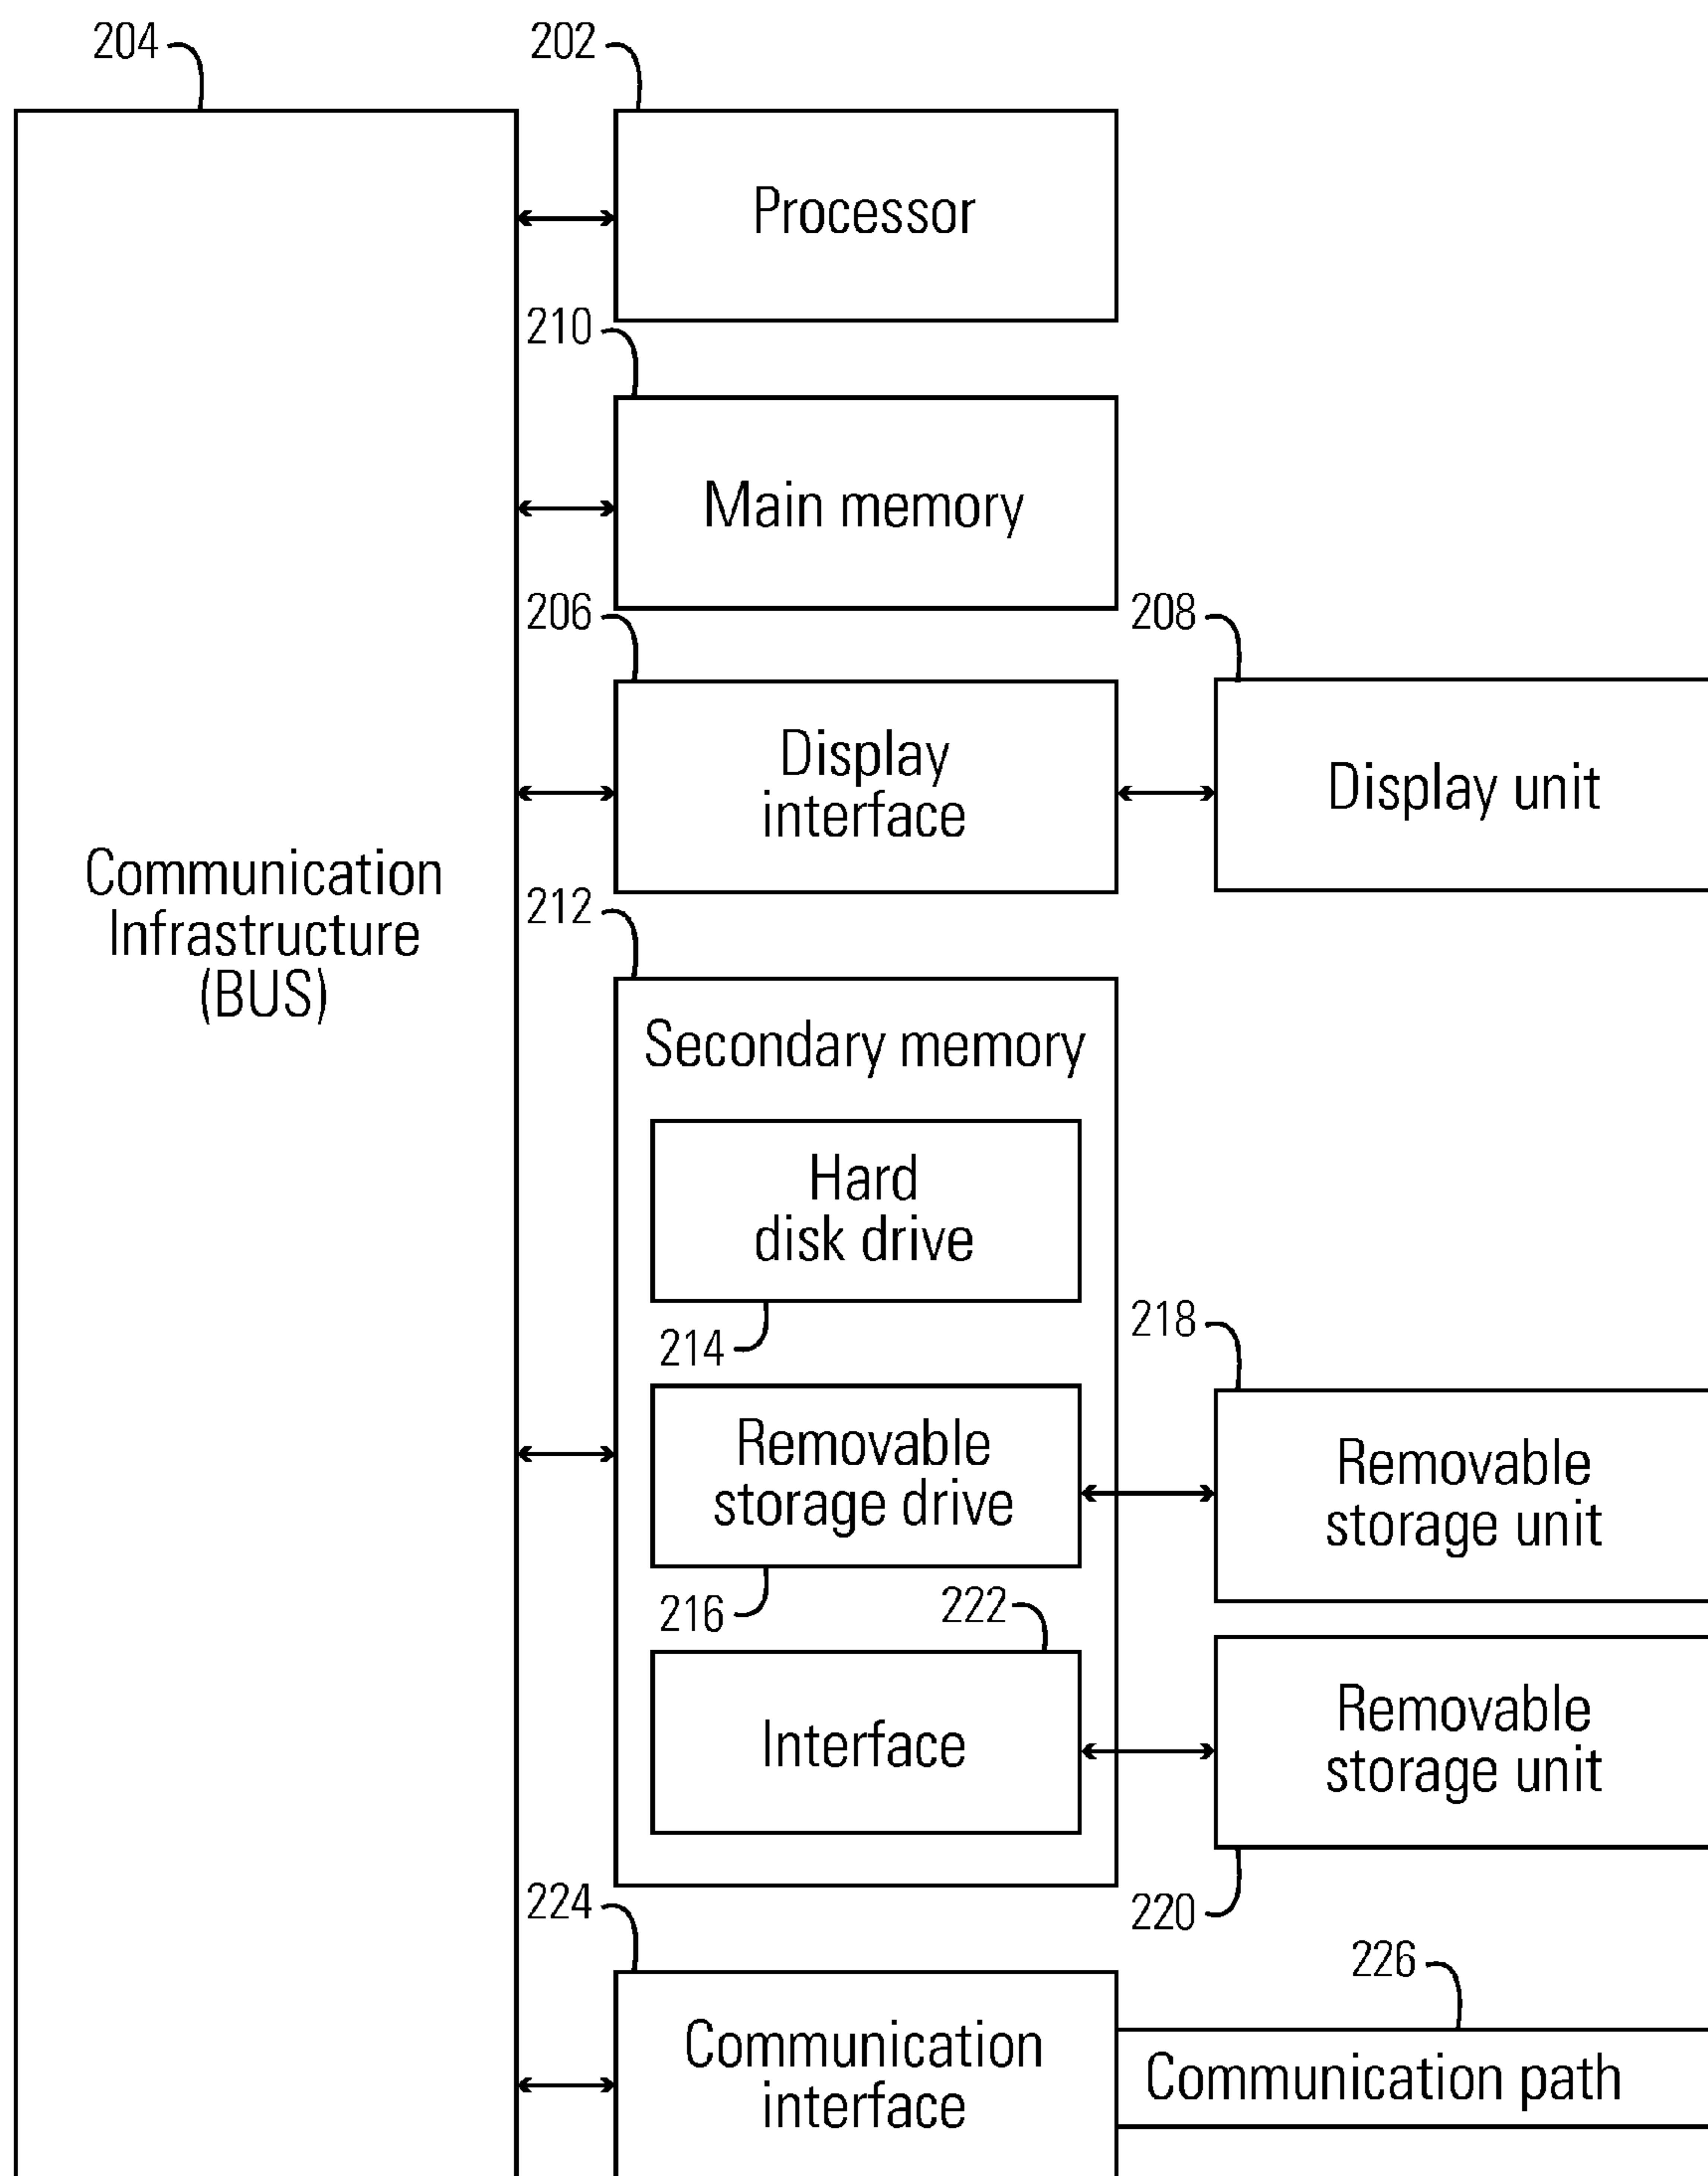 204
202
Processor
210
Main memory
206
208
Display
interface
Display unit
Communication
Infrastructure
(BUS)
212
Secondary memory
Hard
disk drive
214
218
Removable
storage drive
Removable
storage unit
216
222
Interface
Removable
storage unit
220
224
226
Communication
interface
Communication path